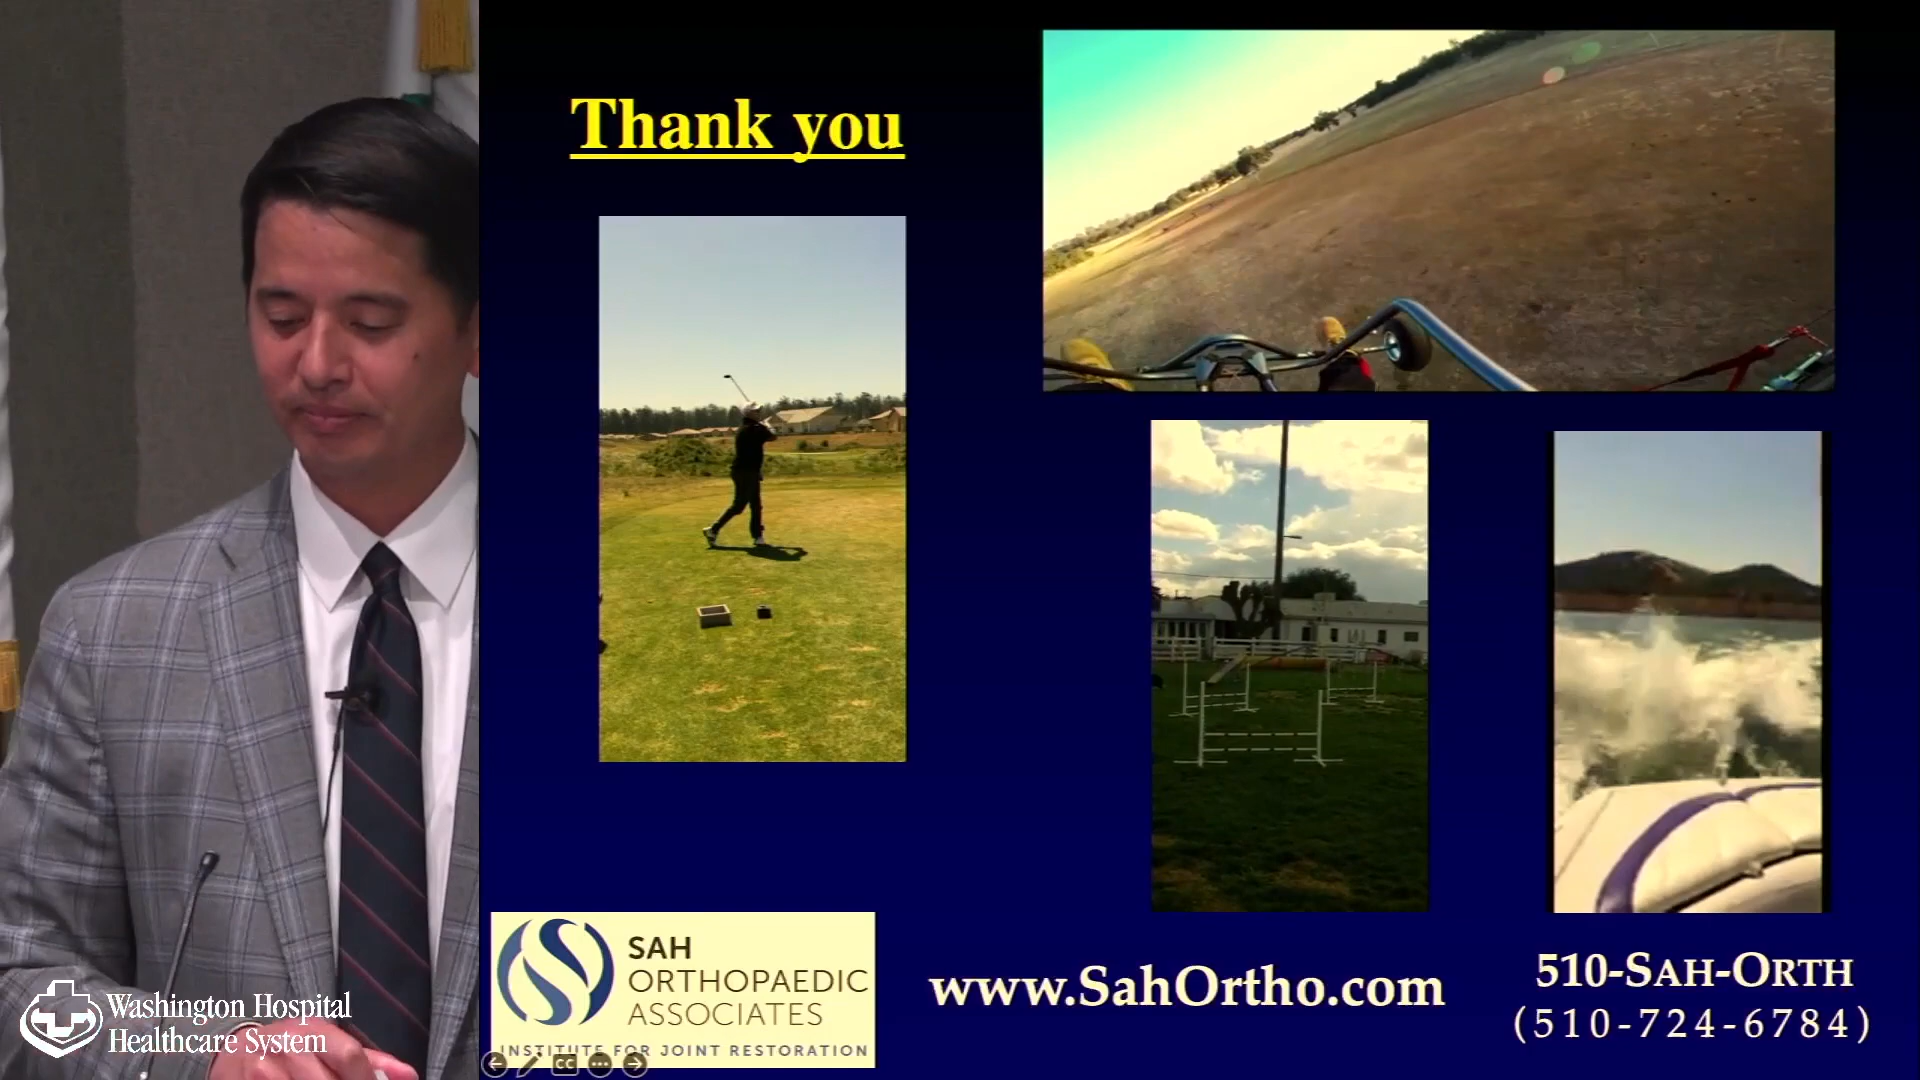 Thank you
SAH
ORTHOPAEDIC
ASSOCIATES
INSTITUTE FOR JOINT RESTORATION
www.SahOrtho.com
510-SAH-ORTH
(510-724-6784)
Washington Hospital
Healthcare System
CC